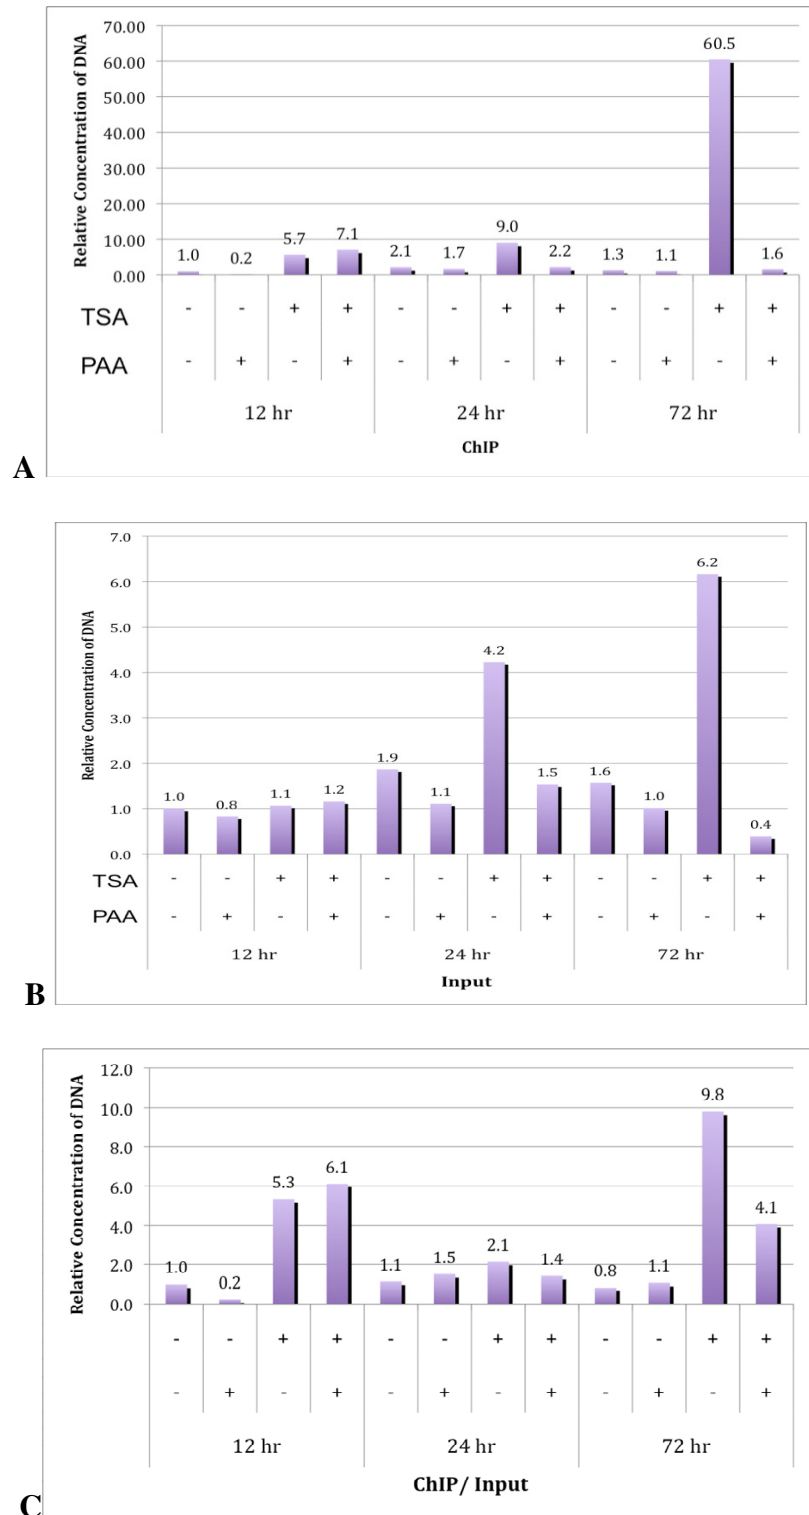 Relative Concentration of DNA
70.00
60.00
50.00
40.00
30.00
20.00
10.00
0.00
1.0 0.2 5.7 7.1 2.1 1.7 9.0 2.2 1.3 1.1 60.5 1.6
TSA - - + + - - + + - - + +
PAA - + - + - + - + - + - +
12 hr 24 hr 72 hr
ChIP
A
Relative Concentration of DNA
7.0
6.0
5.0
4.0
3.0
2.0
1.0
0.0
1.0 0.8 1.1 1.2 1.9 1.1 4.2 1.5 1.6 1.0 6.2 0.4
TSA - - + + - - + + - - + +
PAA - + - + - + - + - + - +
12 hr 24 hr 72 hr
Input
B
Relative Concentration of DNA
12.0
10.0
8.0
6.0
4.0
2.0
0.0
1.0 0.2 5.3 6.1 1.1 1.5 2.1 1.4 0.8 1.1 9.8 4.1
- - + + - - + + - - + +
- + - + - + - + - + - +
12 hr 24 hr 72 hr
ChIP/ Input
C